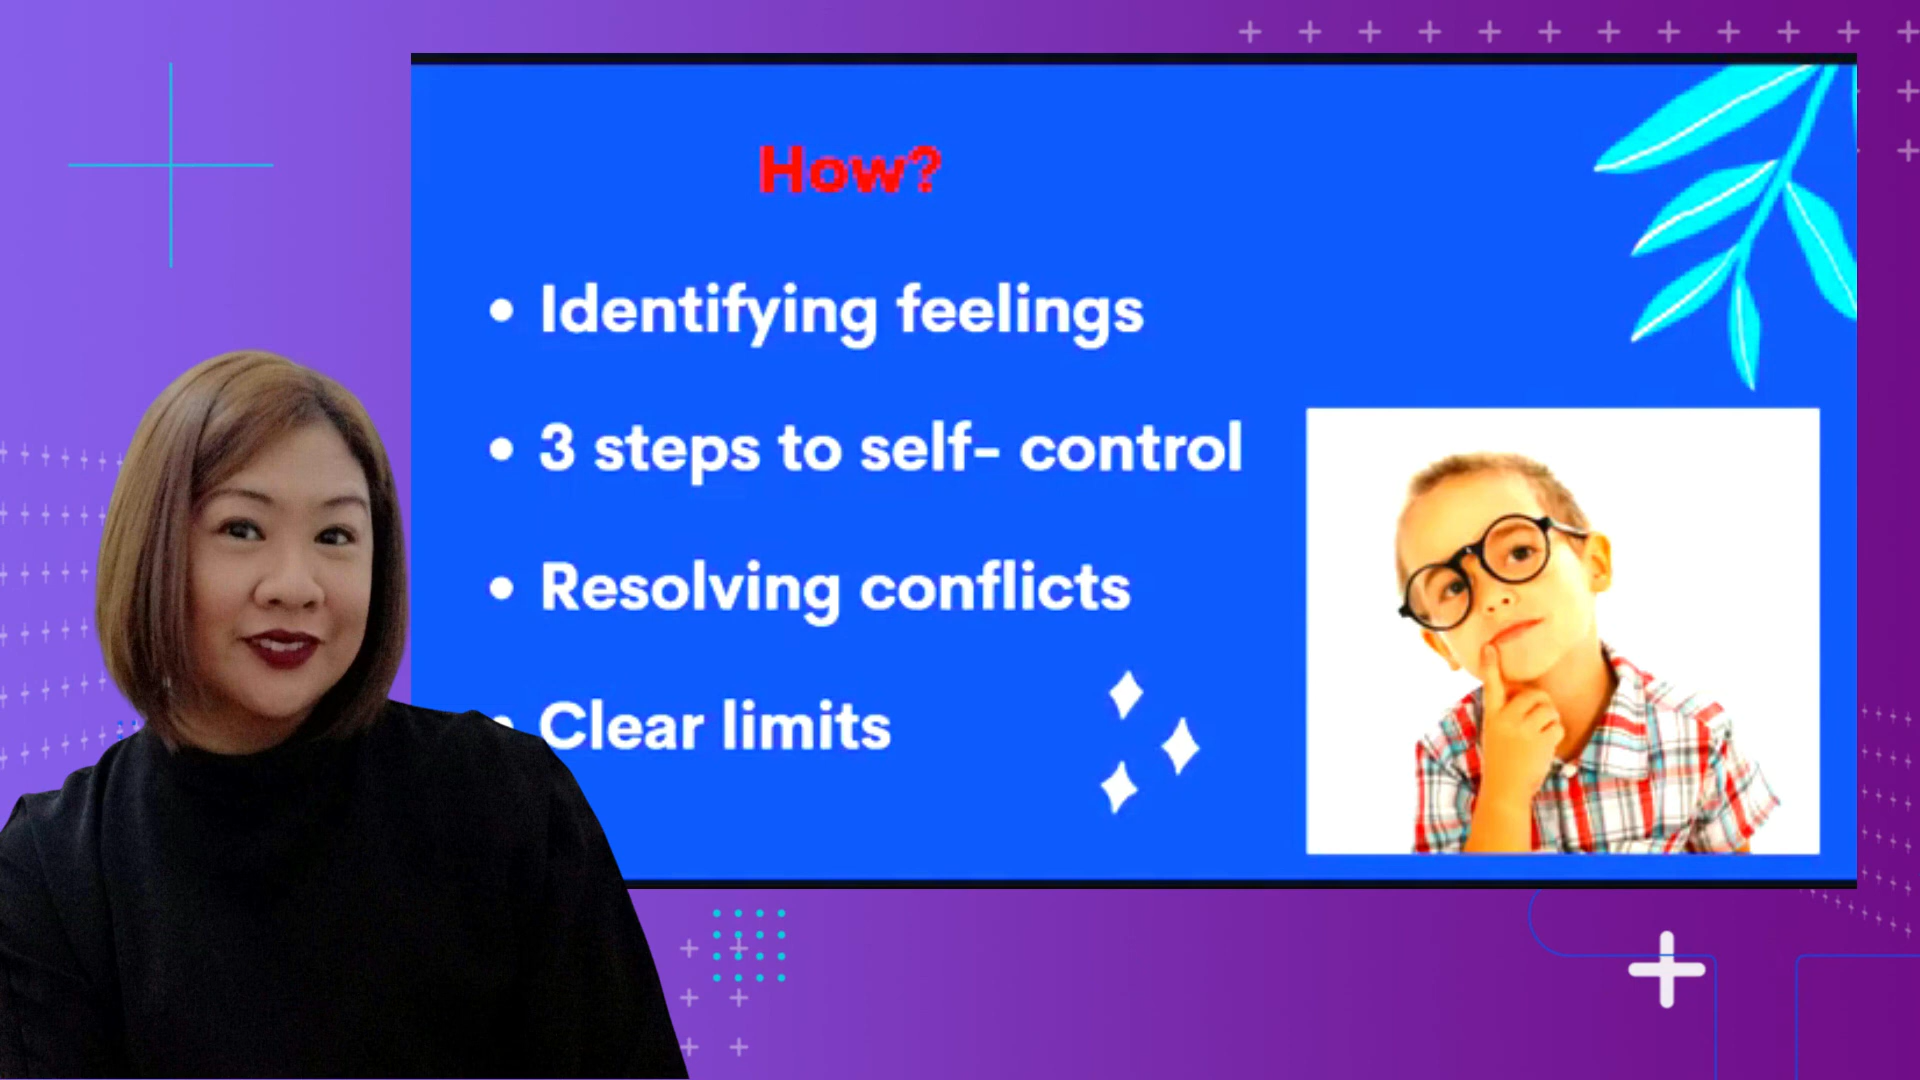 How?
• Identifying feelings
• 3 steps to self- control
• Resolving conflicts
• Clear limits